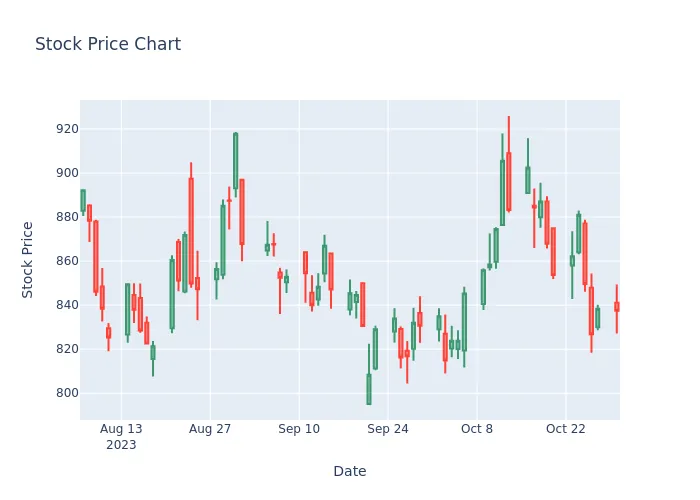 Stock Price Chart
920
900
880
860
840
820
800
Stock Price
Aug 13
2023
Aug 27
Sep 10
Sep 24
Oct 8
Oct 22
Date